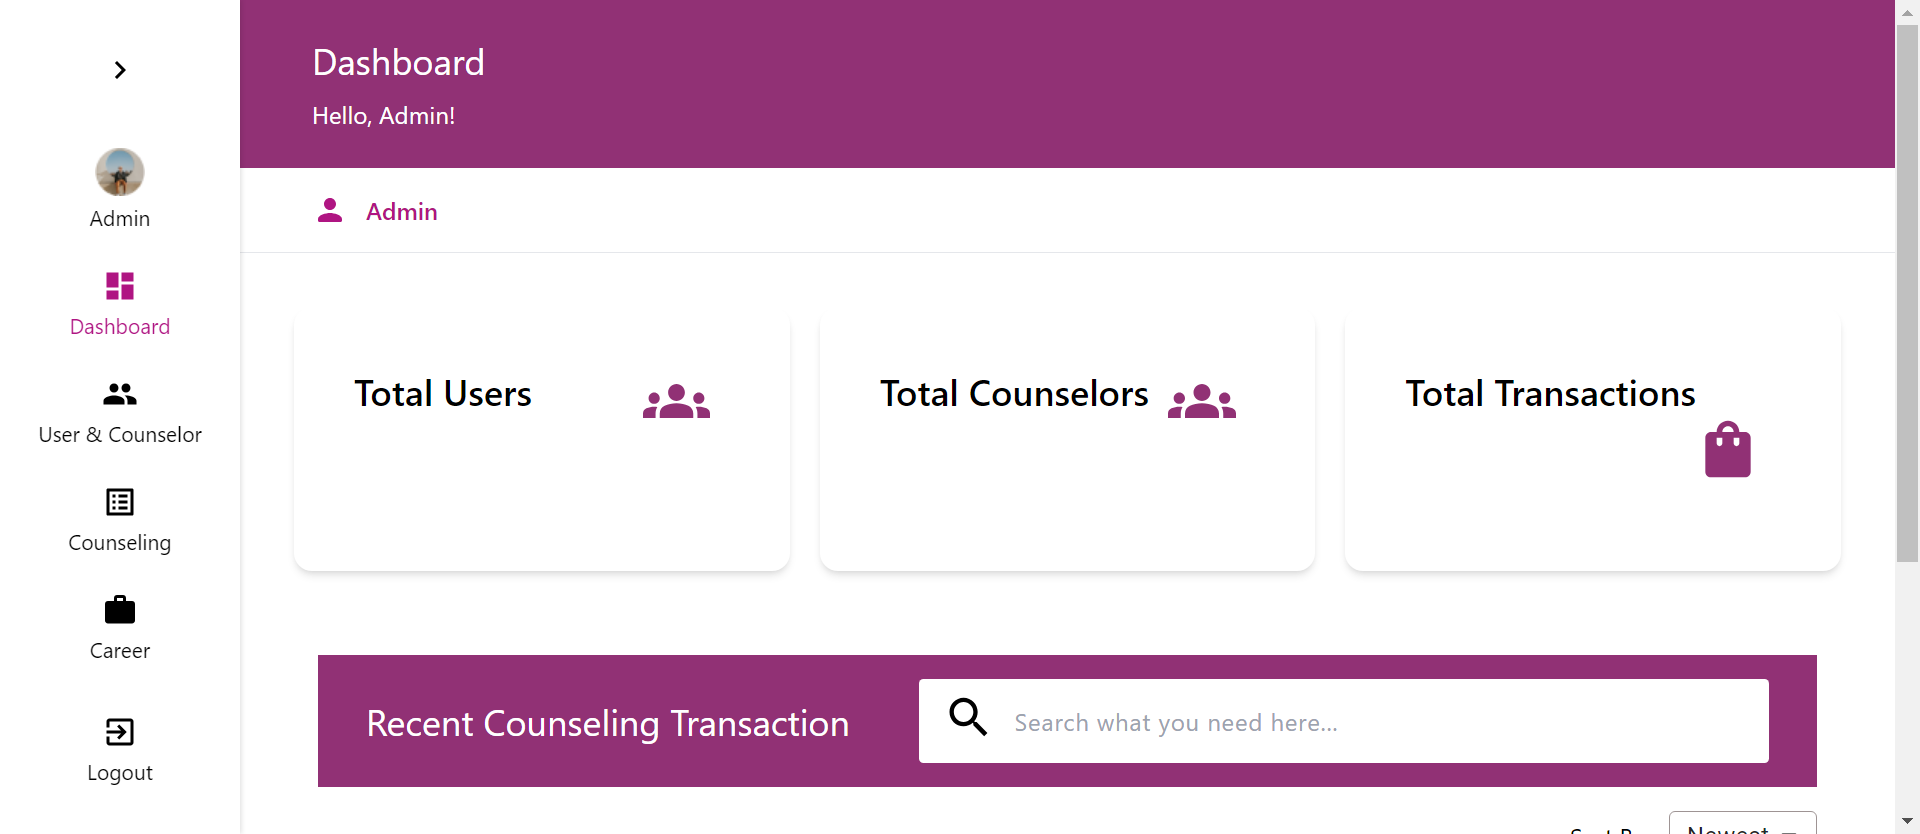 Dashboard
Hello, Admin!
Admin
Admin
Dashboard
User & Counselor
Counseling
Career
Logout
Total Users
Total Counselors
Total Transactions
Recent Counseling Transaction
Search what you need here...
Newest